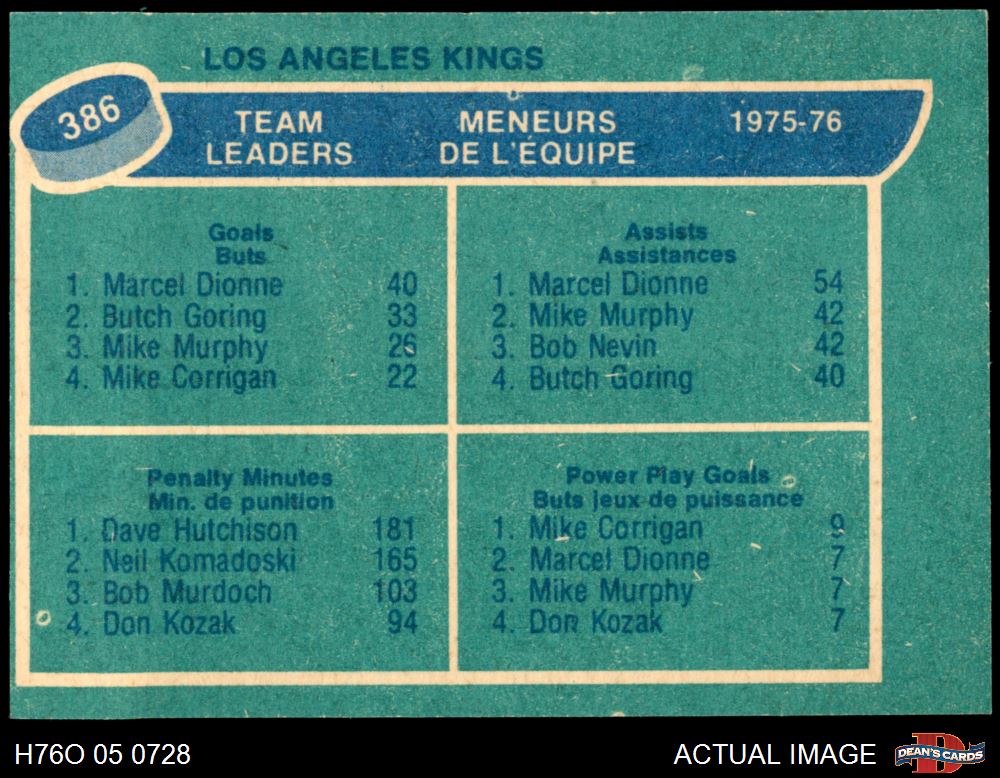 LOS ANGELES KINGS
386
TEAM LEADERS
MENEURS DE L'ÉQUIPE
1975-76
Goals
Buts
1. Marcel Dionne 40
2. Butch Goring 33
3. Mike Murphy 26
4. Mike Corrigan 22
Assists
Assistances
1. Marcel Dionne 54
2. Mike Murphy 42
3. Bob Nevin 42
4. Butch Goring 40
Penalty Minutes
Min. de punition
1. Dave Hutchison 181
2. Neil Komadoski 165
3. Bob Murdoch 103
4. Don Kozak 94
Power Play Goals
Buts jeux de puissance
1. Mike Corrigan 9
2. Marcel Dionne 7
3. Mike Murphy 7
4. Don Kozak 7
H76O 05 0728
ACTUAL IMAGE
D
DEAN'S CARDS